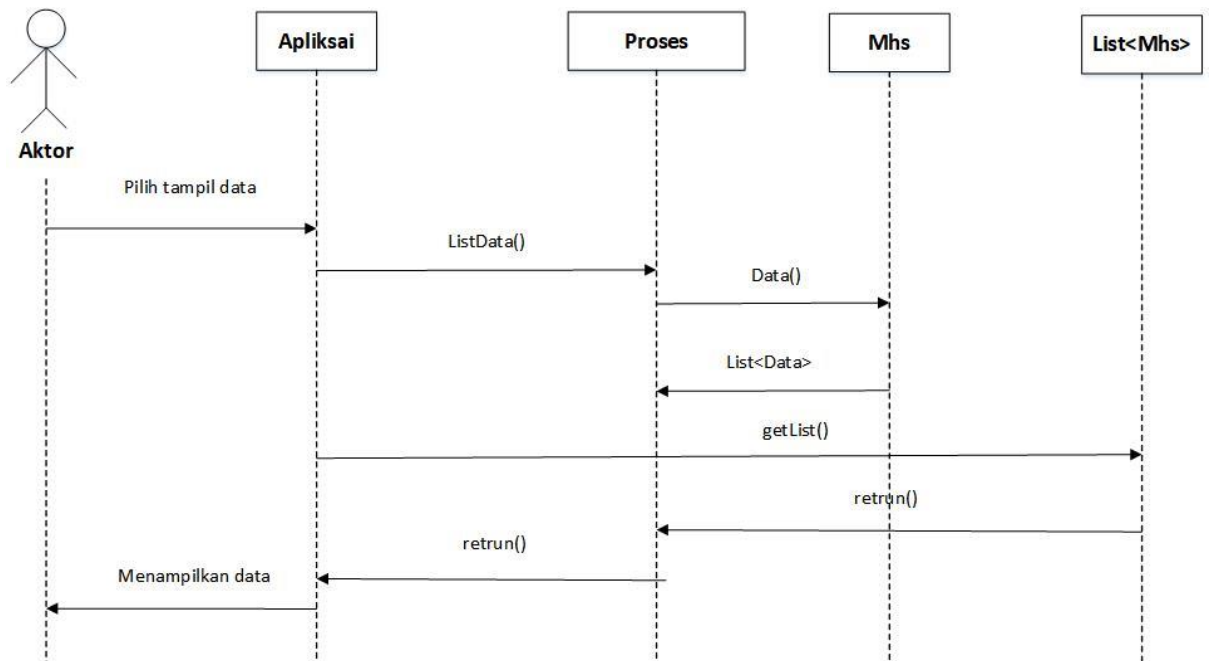 Apliksai
Proses
Mhs
List<Mhs>
Aktor
Pilih tampil data
ListData()
Data()
List<Data>
getList()
retrun()
retrun()
Menampilkan data